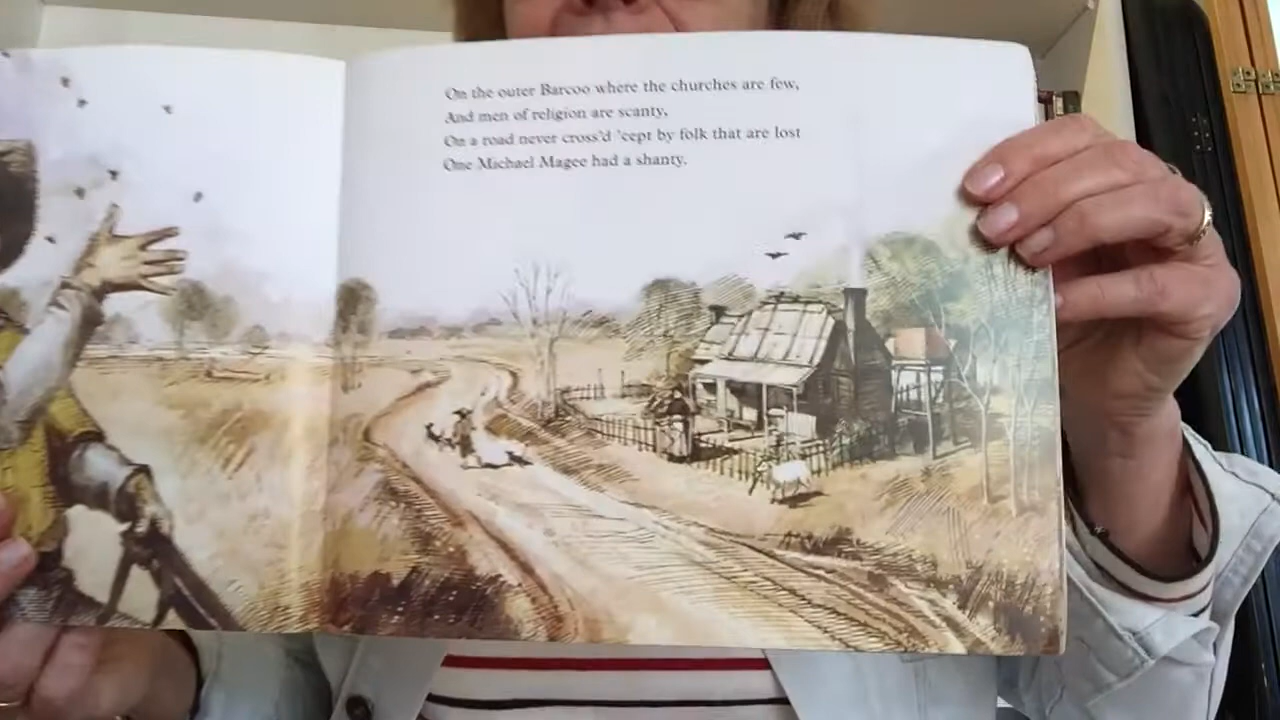 On the outer Barcoo where the churches are few,
And men of religion are scanty,
On a road never cross'd 'cept by folk that are lost
One Michael Magee had a shanty.